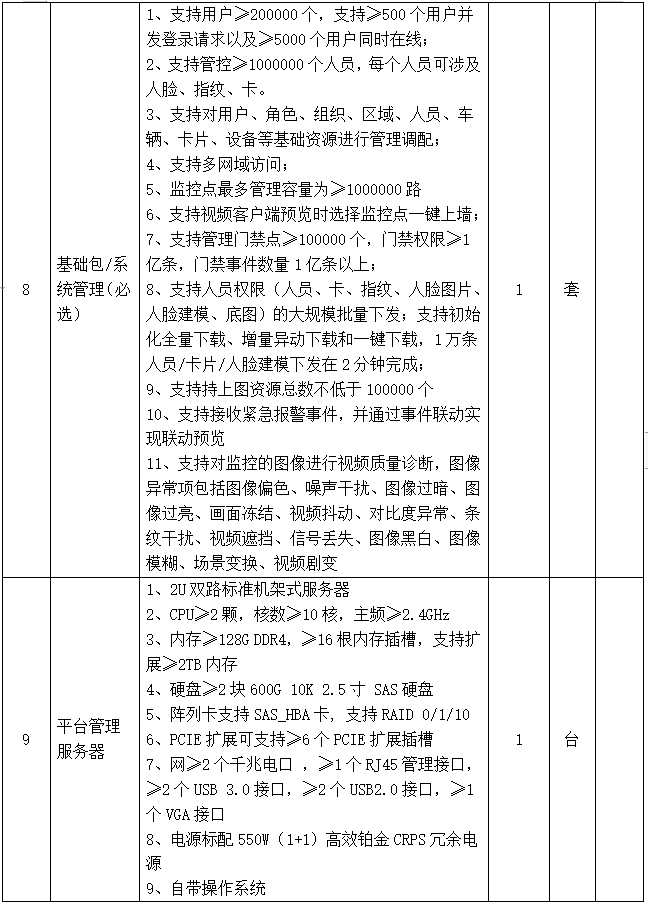 8
基础包/系
统管理（必
选）
1、支持用户≥200000个，支持≥500个用户并
发登录请求以及≥5000个用户同时在线；
2、支持管控≥1000000个人员，每个人员可涉及
人脸、指纹、卡。
3、支持对用户、角色、组织、区域、人员、车
辆、卡片、设备等基础资源进行管理调配；
4、支持多网域访问；
5、监控点最多管理容量为≥1000000路
6、支持视频客户端预览时选择监控点一键上墙；
7、支持管理门禁点≥100000个，门禁权限≥1
亿条，门禁事件数量1亿条以上；
8、支持人员权限（人员、卡、指纹、人脸图片、
人脸建模、底图）的大规模批量下发；支持初始
化全量下载、增量异动下载和一键下载，1万条
人员/卡片/人脸建模下发在2分钟完成；
9、支持持上图资源总数不低于100000个
10、支持接收紧急报警事件，并通过事件联动实
现联动预览
11、支持对监控的图像进行视频质量诊断，图像
异常项包括图像偏色、噪声干扰、图像过暗、图
像过亮、画面冻结、视频抖动、对比度异常、条
纹干扰、视频遮挡、信号丢失、图像黑白、图像
模糊、场景变换、视频剧变
1
套
9
平台管理
服务器
1、2U双路标准机架式服务器
2、CPU≥2颗，核数≥10核，主频≥2.4GHz
3、内存≥128G DDR4，≥16根内存插槽，支持扩
展≥2TB内存
4、硬盘≥2块600G 10K 2.5寸 SAS硬盘
5、阵列卡支持SAS_HBA卡, 支持RAID 0/1/10
6、PCIE扩展可支持≥6个PCIE扩展插槽
7、网≥2个千兆电口 ，≥1个RJ45管理接口，
≥2个USB 3.0接口，≥2个USB2.0接口，≥1
个VGA接口
8、电源标配550W（1+1）高效铂金CRPS冗余电
源
9、自带操作系统
1
台